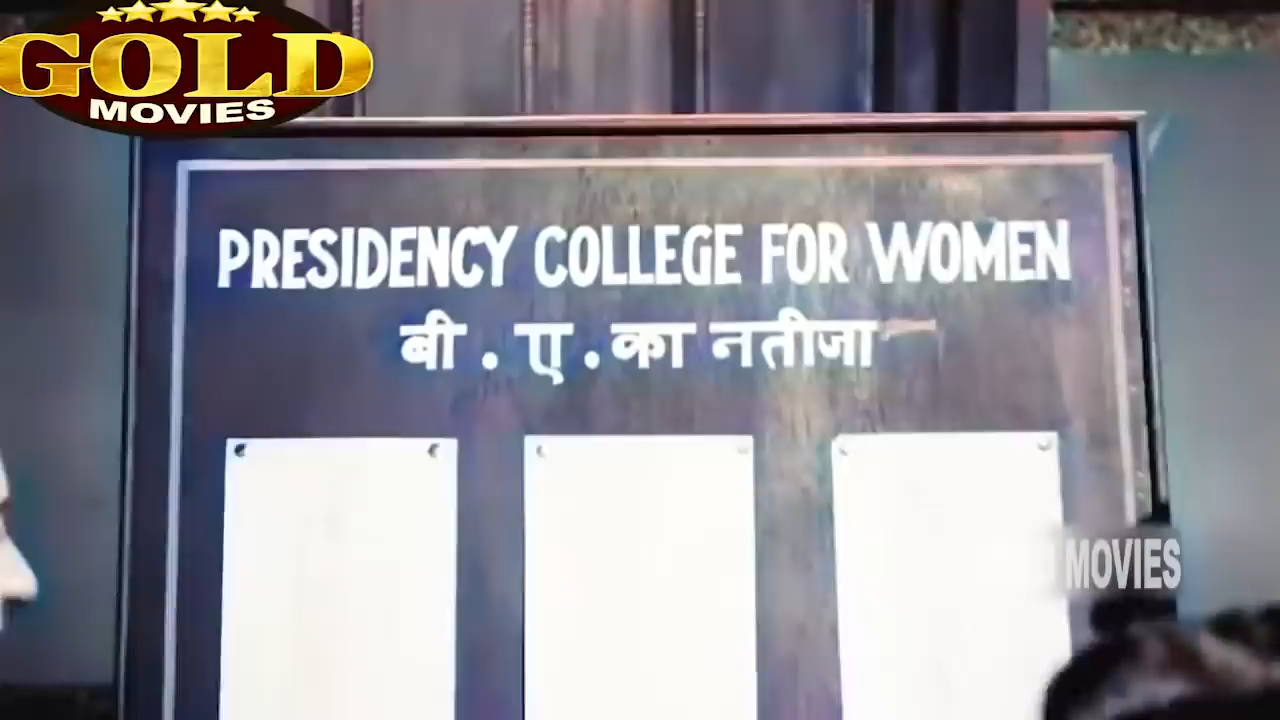 GOLD
MOVIES
PRESIDENCY COLLEGE FOR WOMEN
बी . ए . का नतीजा
MOVIES